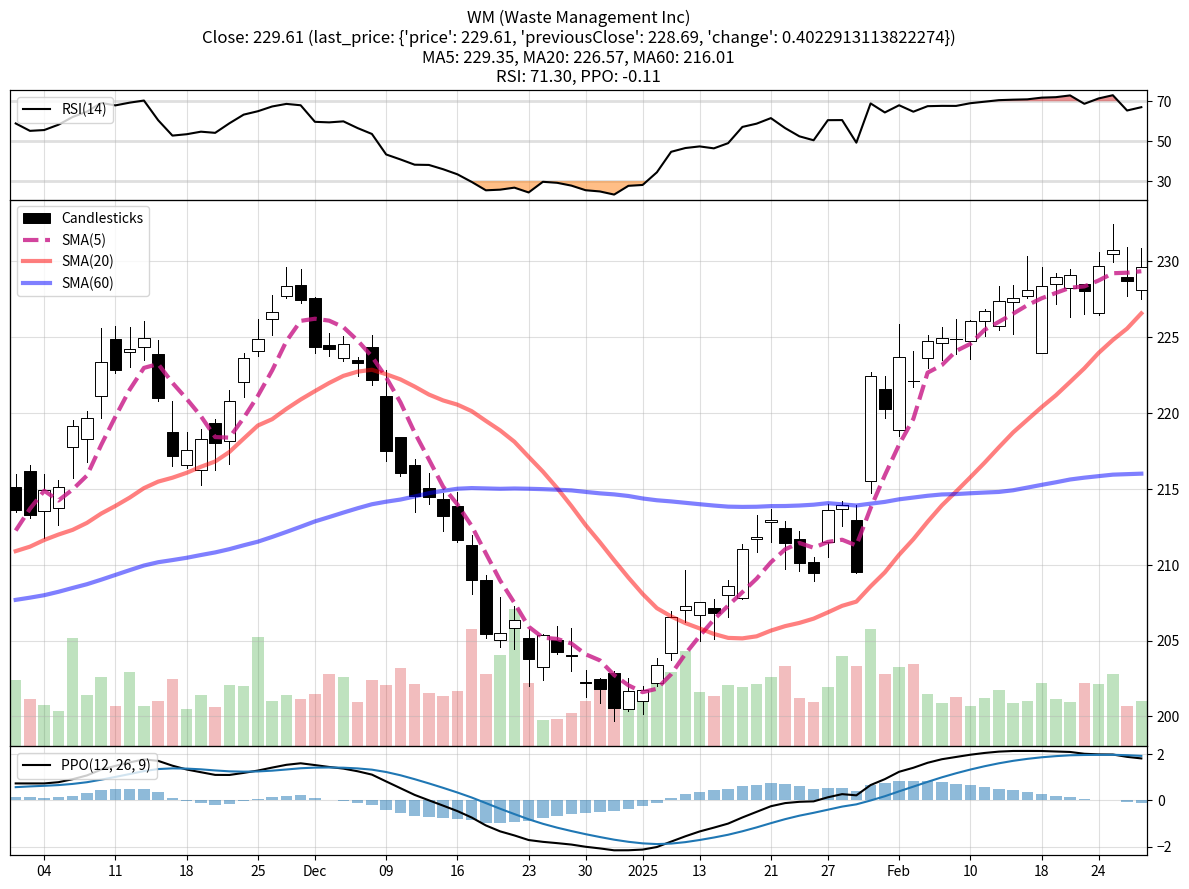 WM (Waste Management Inc)
Close: 229.61 (last_price: {'price': 229.61, 'previousClose': 228.69, 'change': 0.4022913113822274})
MA5: 229.35, MA20: 226.57, MA60: 216.01
RSI: 71.30, PPO: -0.11
RSI(14)
70
50
30
Candlesticks
SMA(5)
SMA(20)
SMA(60)
230
225
220
215
210
205
200
PPO(12, 26, 9)
2
0
−2
04 11 18 25 Dec 09 16 23 30 2025 13 21 27 Feb 10 18 24